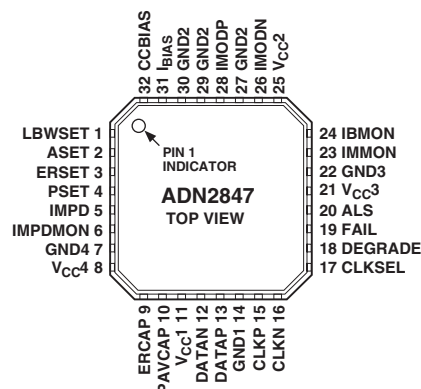 32 CCBIAS
31 IBIAS
30 GND2
29 GND2
28 IMODP
27 GND2
26 IMODN
25 VCC2
LBWSET 1
ASET 2
ERSET 3
PSET 4
IMPD 5
IMPDMON 6
GND4 7
VCC4 8
PIN 1
INDICATOR
ADN2847
TOP VIEW
24 IBMON
23 IMMON
22 GND3
21 VCC3
20 ALS
19 FAIL
18 DEGRADE
17 CLKSEL
ERCAP 9
PAVCAP 10
VCC1 11
DATAN 12
DATAP 13
GND1 14
CLKP 15
CLKN 16